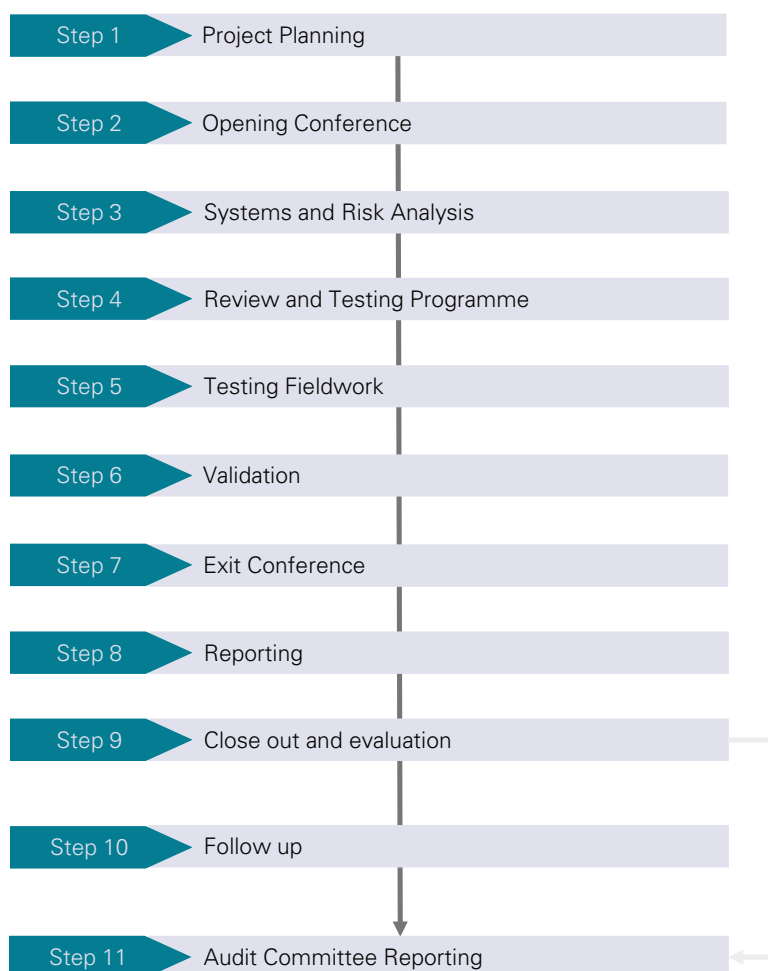 Step 1 Project Planning
Step 2 Opening Conference
Step 3 Systems and Risk Analysis
Step 4 Review and Testing Programme
Step 5 Testing Fieldwork
Step 6 Validation
Step 7 Exit Conference
Step 8 Reporting
Step 9 Close out and evaluation
Step 10 Follow up
Step 11 Audit Committee Reporting